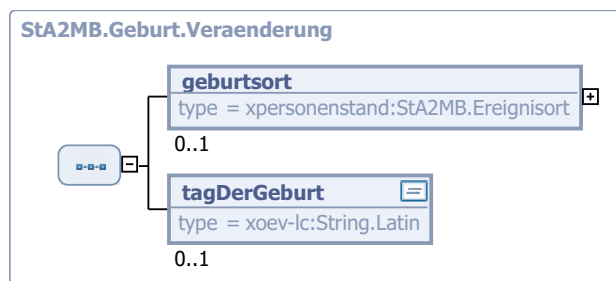 StA2MB.Geburt.Veraenderung
geburtsort
type = xpersonenstand:StA2MB.Ereignisort
0..1
tagDerGeburt
type = xoev-lc:String.Latin
0..1